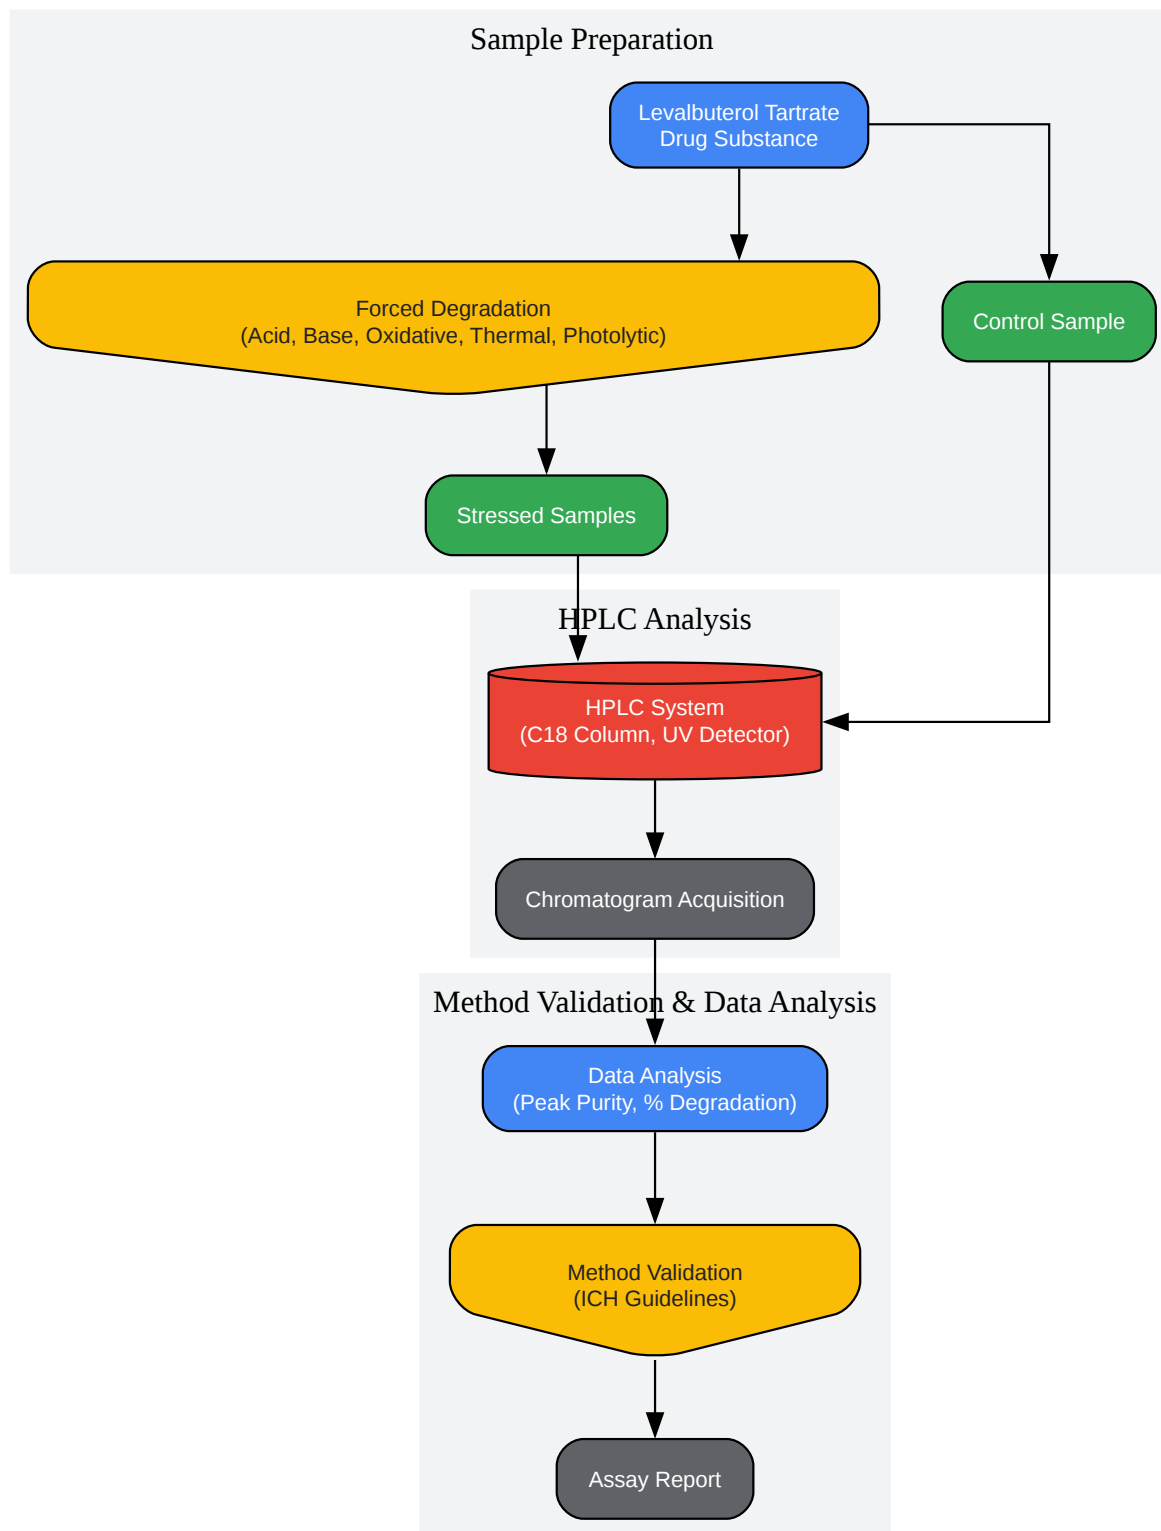 Sample Preparation
Levalbuterol Tartrate
Drug Substance
Forced Degradation
(Acid, Base, Oxidative, Thermal, Photolytic)
Control Sample
Stressed Samples
HPLC Analysis
HPLC System
(C18 Column, UV Detector)
Chromatogram Acquisition
Method Validation & Data Analysis
Data Analysis
(Peak Purity, % Degradation)
Method Validation
(ICH Guidelines)
Assay Report